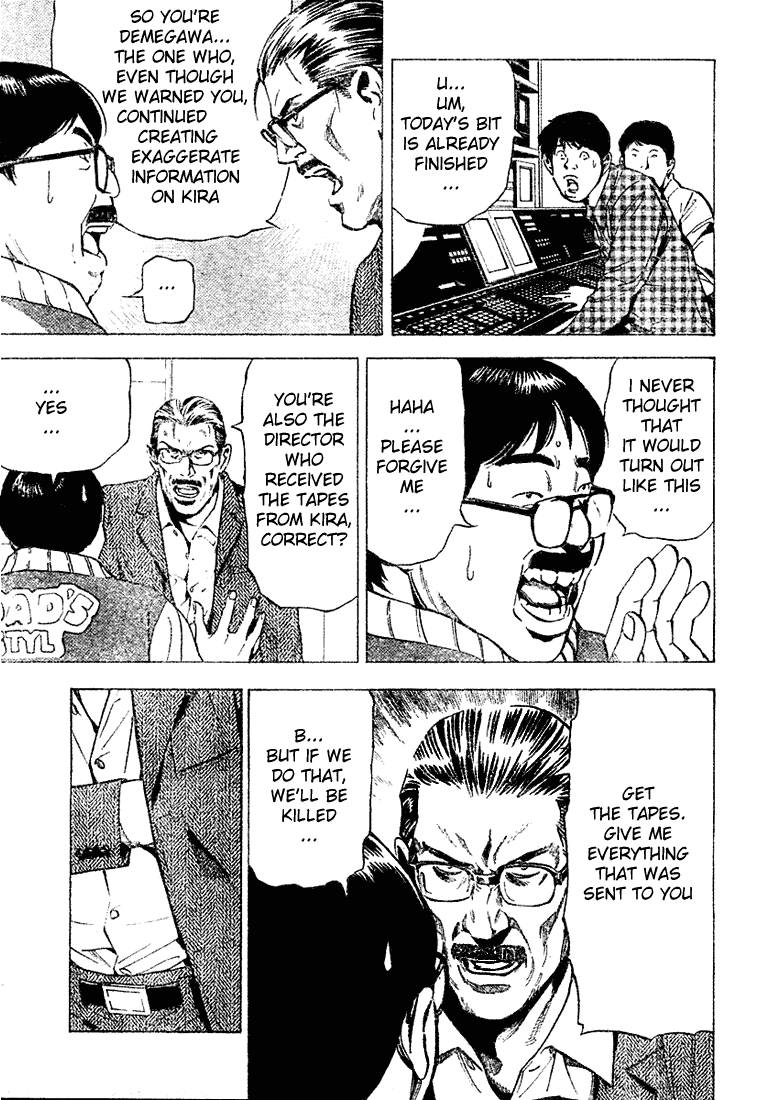 U...
UM,
TODAY'S BIT
IS ALREADY
FINISHED
...
SO YOU'RE
DEMEGAWA...
THE ONE WHO,
EVEN THOUGH
WE WARNED YOU,
CONTINUED
CREATING
EXAGGERATE
INFORMATION
ON KIRA
...
I NEVER
THOUGHT
THAT
IT WOULD
TURN OUT
LIKE THIS
...
HAHA
...
PLEASE
FORGIVE
ME
...
YOU'RE
ALSO THE
DIRECTOR
WHO
RECEIVED
THE TAPES
FROM KIRA,
CORRECT?
...
YES
...
DAD'S
STYL
GET
THE TAPES.
GIVE ME
EVERYTHING
THAT WAS
SENT TO YOU
B...
BUT IF WE
DO THAT,
WE'LL BE
KILLED
...